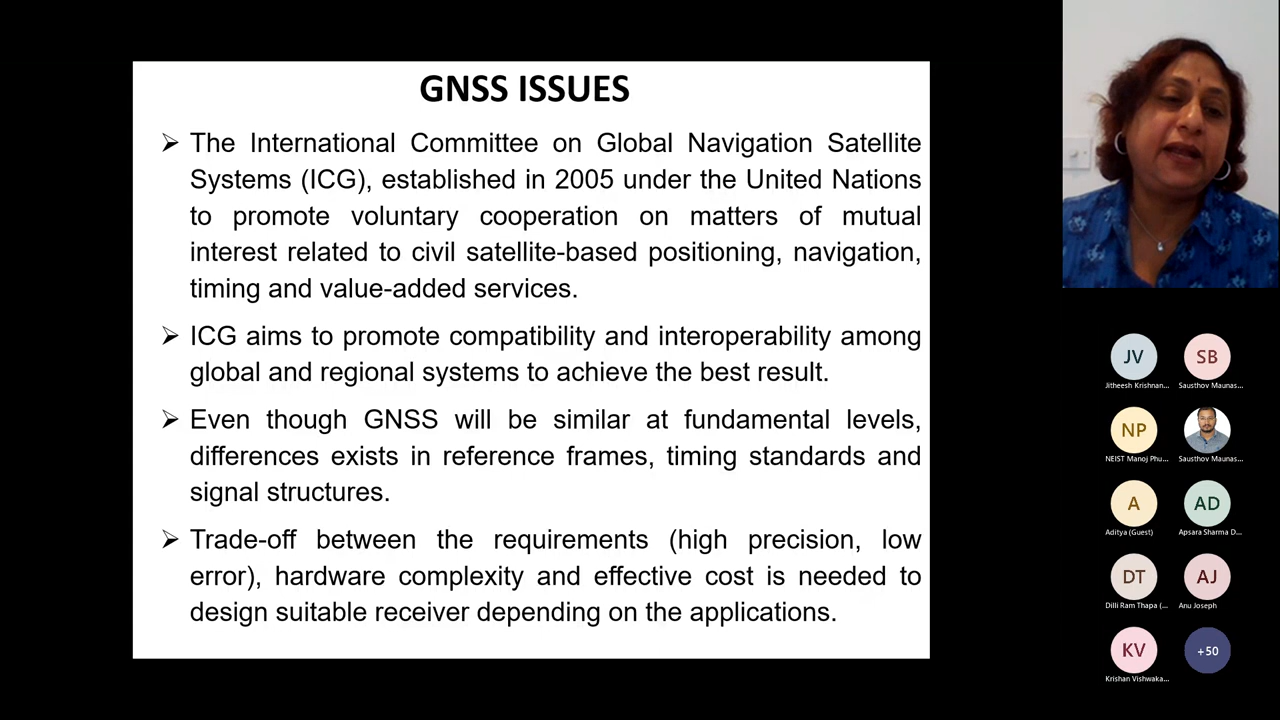 GNSS ISSUES
➢ The International Committee on Global Navigation Satellite
Systems (ICG), established in 2005 under the United Nations
to promote voluntary cooperation on matters of mutual
interest related to civil satellite-based positioning, navigation,
timing and value-added services.
➢ ICG aims to promote compatibility and interoperability among
global and regional systems to achieve the best result.
➢ Even though GNSS will be similar at fundamental levels,
differences exists in reference frames, timing standards and
signal structures.
➢ Trade-off between the requirements (high precision, low
error), hardware complexity and effective cost is needed to
design suitable receiver depending on the applications.
JV
Jitheesh Krishnan...
SB
Sausthov Maunas...
NP
NEIST Manoj Phu...
Sausthov Maunas...
A
Aditya (Guest)
AD
Apsara Sharma D...
DT
Dilli Ram Thapa (...
AJ
Anu Joseph
KV
Krishan Vishwaka...
+50